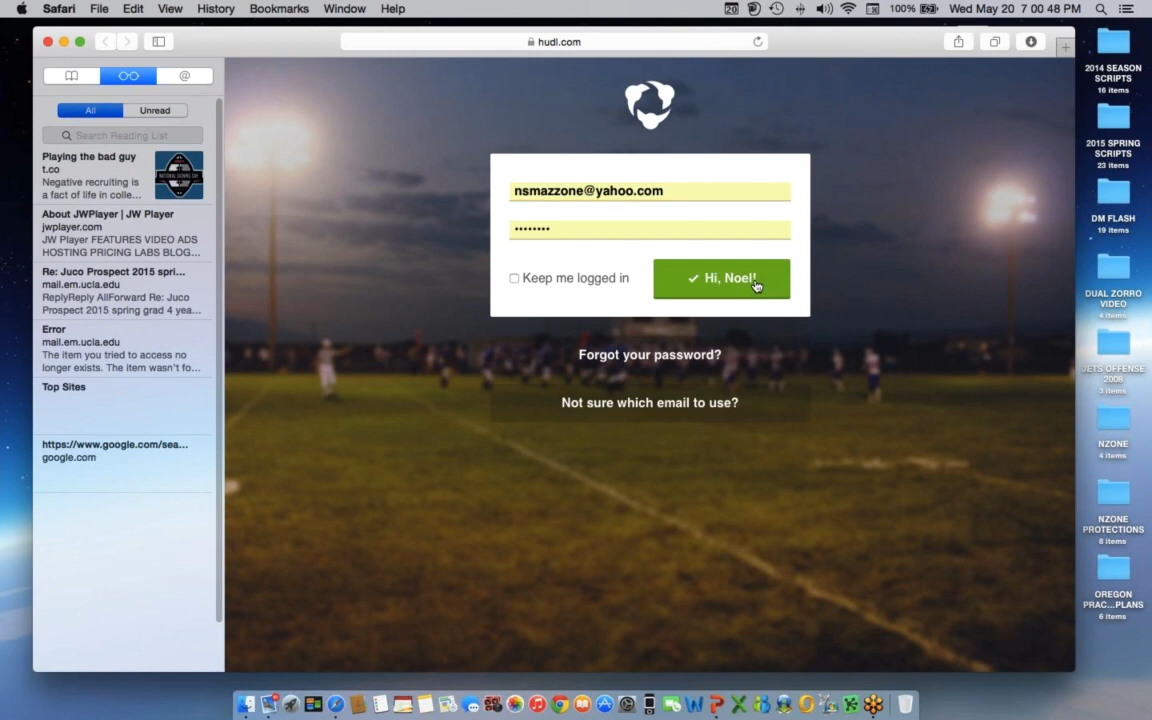 Safari File Edit View History Bookmarks Window Help
20 100% Wed May 20 7 00 48 PM
hudl.com
All Unread
Search Reading List
Playing the bad guy
t.co
Negative recruiting is
a fact of life in colle...
About JWPlayer | JW Player
jwplayer.com
JW Player FEATURES VIDEO ADS
HOSTING PRICING LABS BLOG...
Re: Juco Prospect 2015 spri...
mail.em.ucla.edu
ReplyReply AllForward Re: Juco
Prospect 2015 spring grad 4 yea...
Error
mail.em.ucla.edu
The item you tried to access no
longer exists. The item wasn't fo...
Top Sites
https://www.google.com/sea...
google.com
nsmazzone@yahoo.com
••••••••
Keep me logged in
✓ Hi, Noel!
Forgot your password?
Not sure which email to use?
2014 SEASON
SCRIPTS
16 items
2015 SPRING
SCRIPTS
23 items
DM FLASH
19 items
DUAL ZORRO
VIDEO
4 items
JETS OFFENSE
2008
3 items
NZONE
4 items
NZONE
PROTECTIONS
8 items
OREGON
PRAC...PLANS
6 items